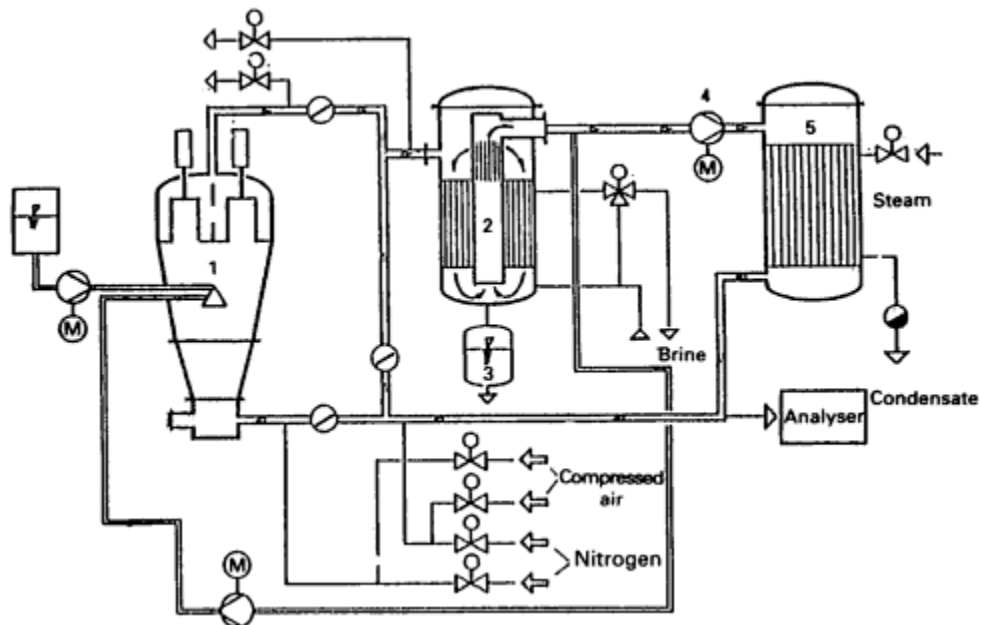 4
5
Steam
2
1
M
M
Brine
3
Condensate
Analyser
Compressed
air
Nitrogen
M